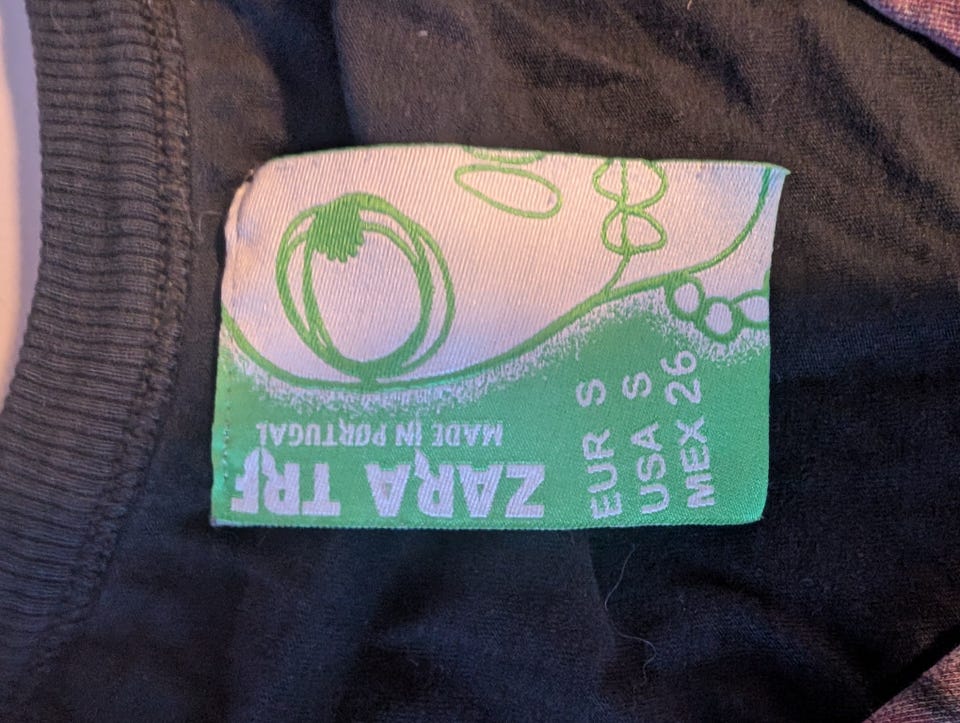 ZARA TRF
MADE IN PORTUGAL
EUR S
USA S
MEX 26